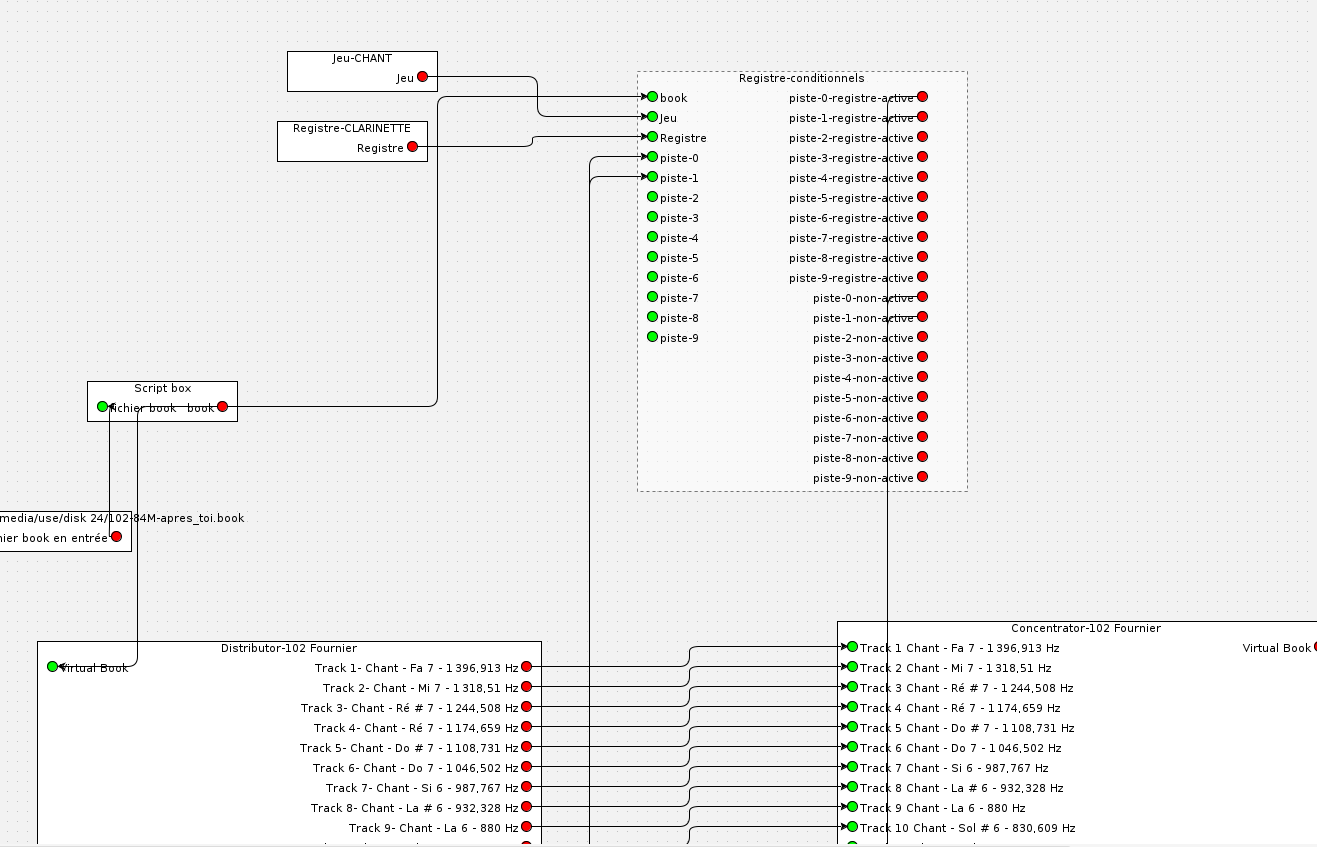 Jeu-CHANT
Jeu
Registre-CLARINETTE
Registre
Registre-conditionnels
book piste-0-registre-active
Jeu piste-1-registre-active
Registre piste-2-registre-active
piste-0 piste-3-registre-active
piste-1 piste-4-registre-active
piste-2 piste-5-registre-active
piste-3 piste-6-registre-active
piste-4 piste-7-registre-active
piste-5 piste-8-registre-active
piste-6 piste-9-registre-active
piste-7 piste-0-non-active
piste-8 piste-1-non-active
piste-9 piste-2-non-active
piste-3-non-active
piste-4-non-active
piste-5-non-active
piste-6-non-active
piste-7-non-active
piste-8-non-active
piste-9-non-active
Script box
fichier book book
media/use/disk 24/102-84M-apres_toi.book
hier book en entrée
Distributor-102 Fournier
Virtual Book
Track 1- Chant - Fa 7 - 1 396,913 Hz
Track 2- Chant - Mi 7 - 1 318,51 Hz
Track 3- Chant - Ré # 7 - 1 244,508 Hz
Track 4- Chant - Ré 7 - 1 174,659 Hz
Track 5- Chant - Do # 7 - 1 108,731 Hz
Track 6- Chant - Do 7 - 1 046,502 Hz
Track 7- Chant - Si 6 - 987,767 Hz
Track 8- Chant - La # 6 - 932,328 Hz
Track 9- Chant - La 6 - 880 Hz
Concentrator-102 Fournier
Track 1 Chant - Fa 7 - 1 396,913 Hz Virtual Book
Track 2 Chant - Mi 7 - 1 318,51 Hz
Track 3 Chant - Ré # 7 - 1 244,508 Hz
Track 4 Chant - Ré 7 - 1 174,659 Hz
Track 5 Chant - Do # 7 - 1 108,731 Hz
Track 6 Chant - Do 7 - 1 046,502 Hz
Track 7 Chant - Si 6 - 987,767 Hz
Track 8 Chant - La # 6 - 932,328 Hz
Track 9 Chant - La 6 - 880 Hz
Track 10 Chant - Sol # 6 - 830,609 Hz